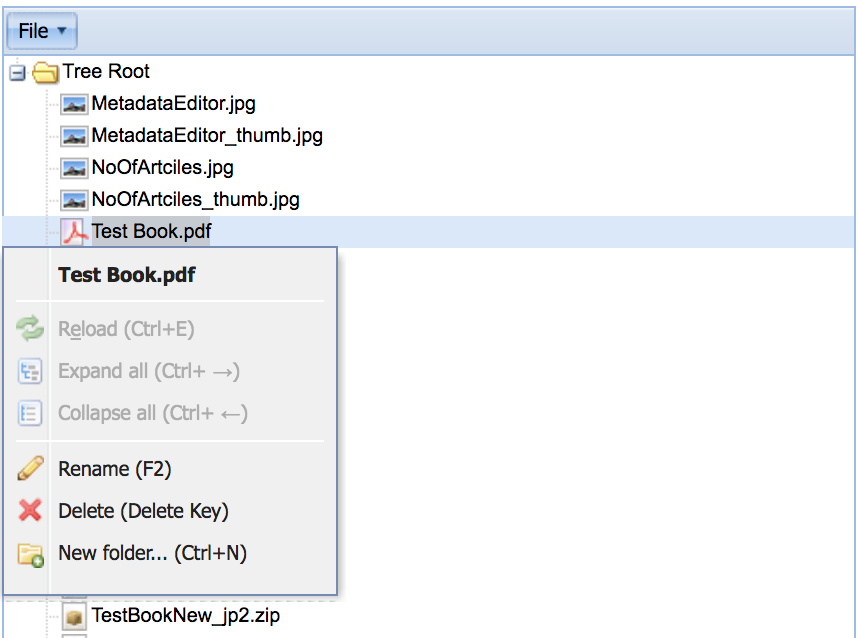 File
Tree Root
MetadataEditor.jpg
MetadataEditor_thumb.jpg
NoOfArtciles.jpg
NoOfArtciles_thumb.jpg
Test Book.pdf
Test Book.pdf
Reload (Ctrl+E)
Expand all (Ctrl+ →)
Collapse all (Ctrl+ ←)
Rename (F2)
Delete (Delete Key)
New folder... (Ctrl+N)
TestBookNew_jp2.zip